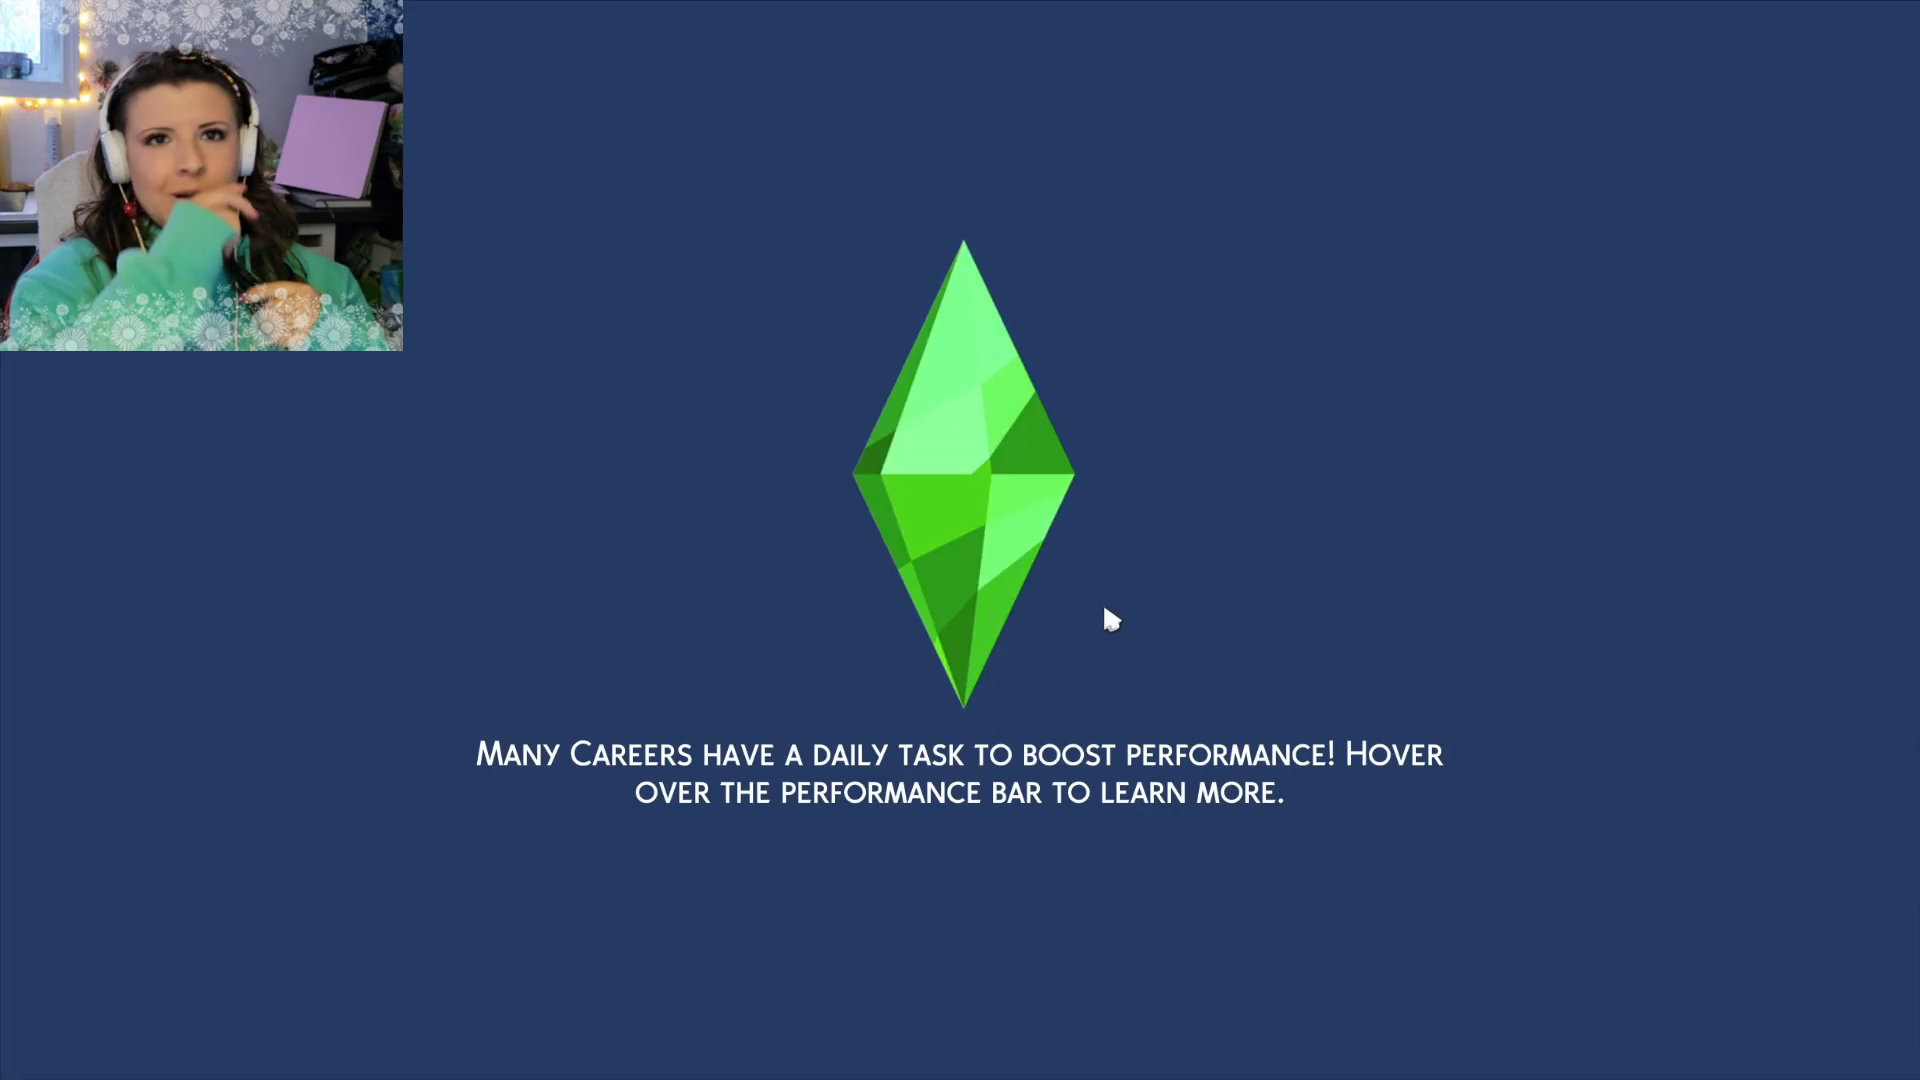 Many Careers have a daily task to boost performance! Hover
over the performance bar to learn more.